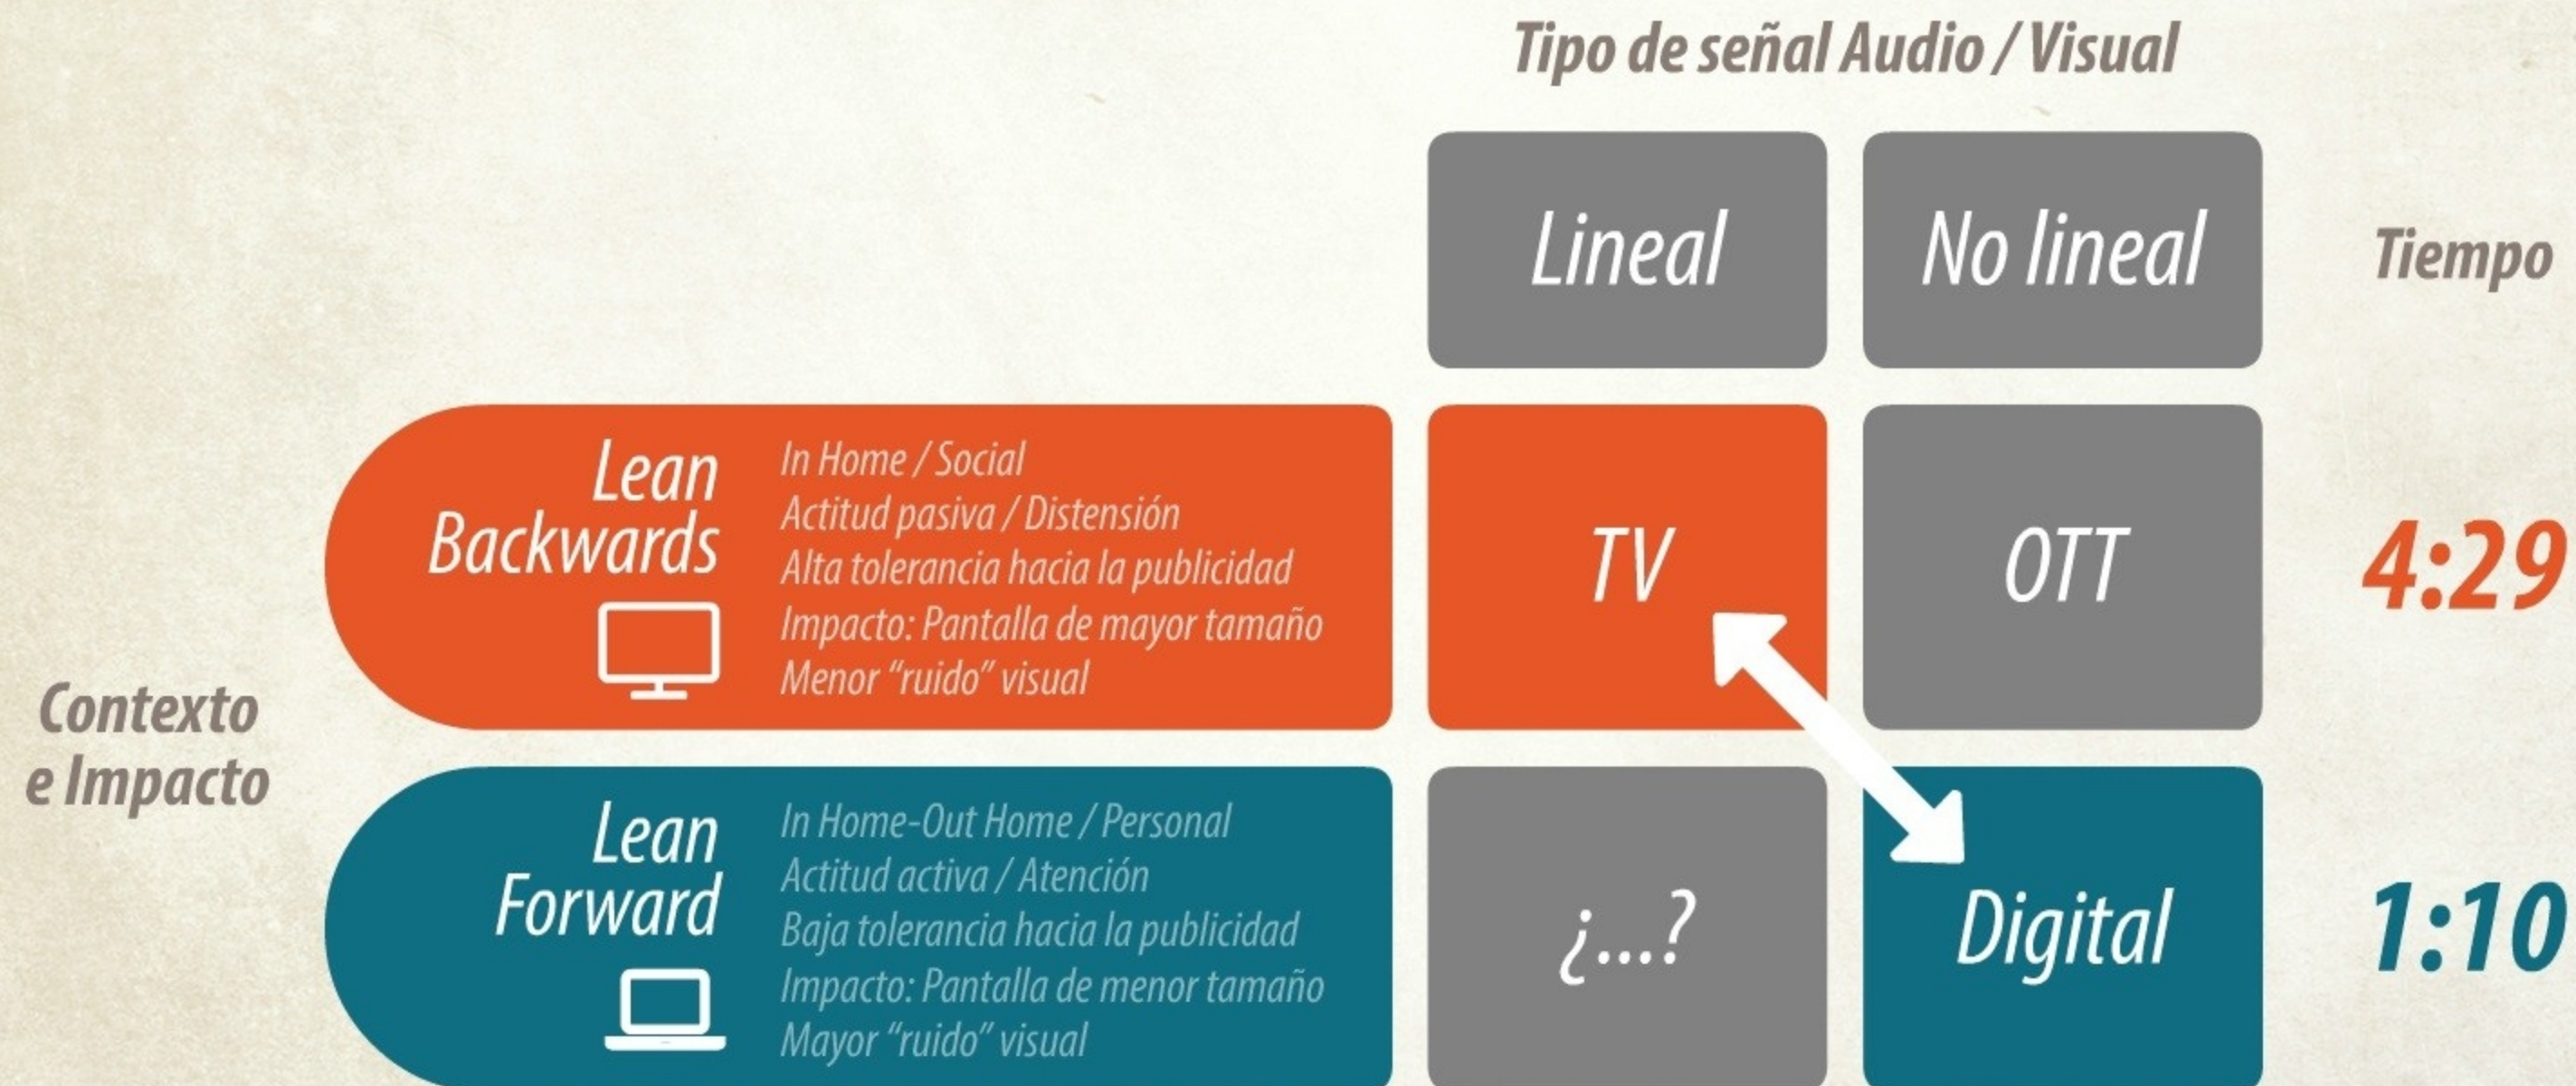 Tipo de señal Audio / Visual
Lineal
No lineal
Tiempo
Contexto
e Impacto
Lean
Backwards
In Home / Social
Actitud pasiva / Distensión
Alta tolerancia hacia la publicidad
Impacto: Pantalla de mayor tamaño
Menor “ruido” visual
TV
OTT
4:29
Lean
Forward
In Home-Out Home / Personal
Actitud activa / Atención
Baja tolerancia hacia la publicidad
Impacto: Pantalla de menor tamaño
Mayor “ruido” visual
¿...?
Digital
1:10